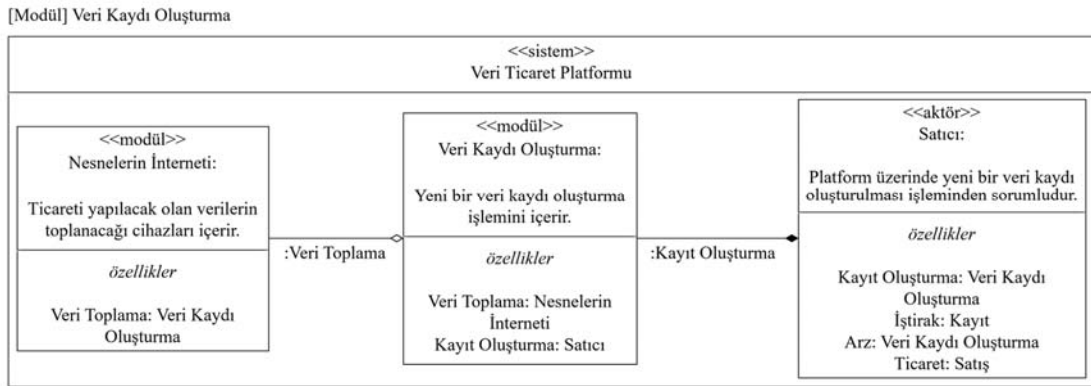 [Modül] Veri Kaydı Oluşturma
<<sistem>>
Veri Ticaret Platformu
<<modül>>
Nesnelerin İnterneti:
Ticareti yapılacak olan verilerin
toplanacağı cihazları içerir.
özellikler
Veri Toplama: Veri Kaydı
Oluşturma
:Veri Toplama
<<modül>>
Veri Kaydı Oluşturma:
Yeni bir veri kaydı oluşturma
işlemini içerir.
özellikler
Veri Toplama: Nesnelerin
İnterneti
Kayıt Oluşturma: Satıcı
:Kayıt Oluşturma
<<aktör>>
Satıcı:
Platform üzerinde yeni bir veri kaydı
oluşturulması işleminden sorumludur.
özellikler
Kayıt Oluşturma: Veri Kaydı
Oluşturma
İştirak: Kayıt
Arz: Veri Kaydı Oluşturma
Ticaret: Satış